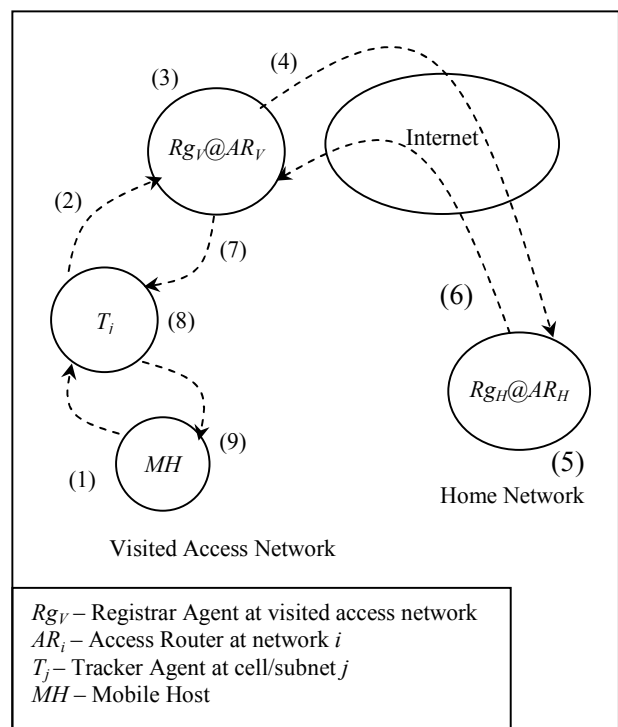 (3)
(4)
Rg_V@AR_V
Internet
(2)
(7)
(6)
T_i
(8)
Rg_H@AR_H
(1)
MH
(9)
(5)
Home Network
Visited Access Network
Rg_V – Registrar Agent at visited access network
AR_i – Access Router at network i
T_j – Tracker Agent at cell/subnet j
MH – Mobile Host